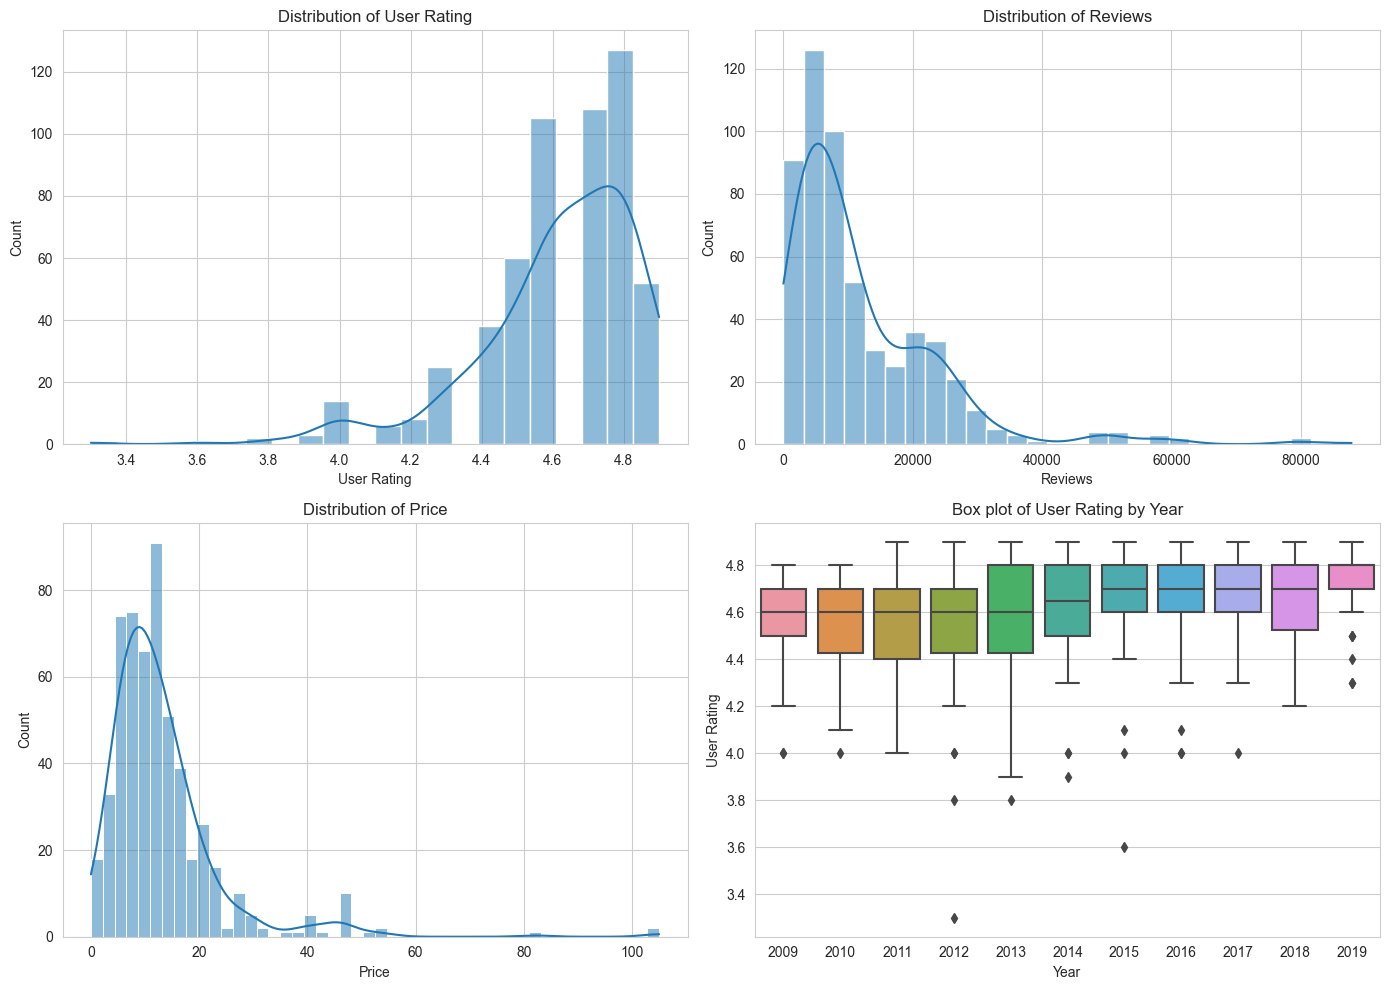 Distribution of User Rating
120
100
80
60
40
20
0
Count
3.4 3.6 3.8 4.0 4.2 4.4 4.6 4.8
User Rating
Distribution of Reviews
120
100
80
60
40
20
0
Count
0 20000 40000 60000 80000
Reviews
Distribution of Price
80
60
40
20
0
Count
0 20 40 60 80 100
Price
Box plot of User Rating by Year
4.8
4.6
4.4
4.2
4.0
3.8
3.6
3.4
User Rating
2009 2010 2011 2012 2013 2014 2015 2016 2017 2018 2019
Year